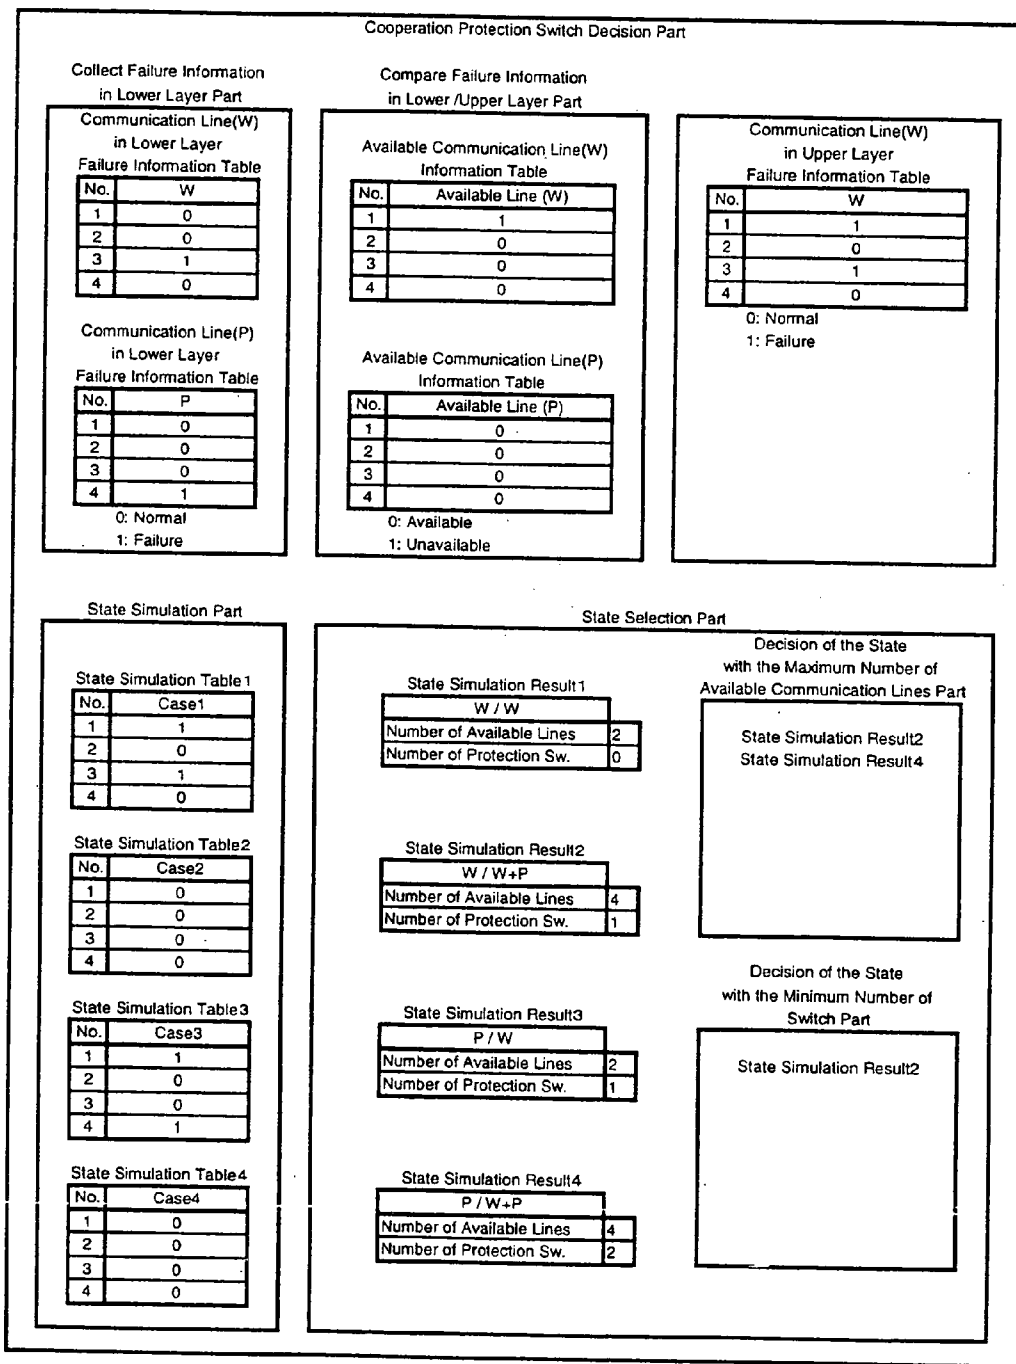 Cooperation Protection Switch Decision Part
Collect Failure Information
in Lower Layer Part
Communication Line(W)
in Lower Layer
Failure Information Table
No. W
1 0
2 0
3 1
4 0
Communication Line(P)
in Lower Layer
Failure Information Table
No. P
1 0
2 0
3 0
4 1
0: Normal
1: Failure
Compare Failure Information
in Lower /Upper Layer Part
Available Communication Line(W)
Information Table
No. Available Line (W)
1 1
2 0
3 0
4 0
Available Communication Line(P)
Information Table
No. Available Line (P)
1 0
2 0
3 0
4 0
0: Available
1: Unavailable
Communication Line(W)
in Upper Layer
Failure Information Table
No. W
1 1
2 0
3 1
4 0
0: Normal
1: Failure
State Simulation Part
State Simulation Table1
No. Case1
1 1
2 0
3 1
4 0
State Simulation Table2
No. Case2
1 0
2 0
3 0
4 0
State Simulation Table3
No. Case3
1 1
2 0
3 0
4 1
State Simulation Table4
No. Case4
1 0
2 0
3 0
4 0
State Selection Part
State Simulation Result1
W / W
Number of Available Lines 2
Number of Protection Sw. 0
State Simulation Result2
W / W+P
Number of Available Lines 4
Number of Protection Sw. 1
State Simulation Result3
P / W
Number of Available Lines 2
Number of Protection Sw. 1
State Simulation Result4
P / W+P
Number of Available Lines 4
Number of Protection Sw. 2
Decision of the State
with the Maximum Number of
Available Communication Lines Part
State Simulation Result2
State Simulation Result4
Decision of the State
with the Minimum Number of
Switch Part
State Simulation Result2